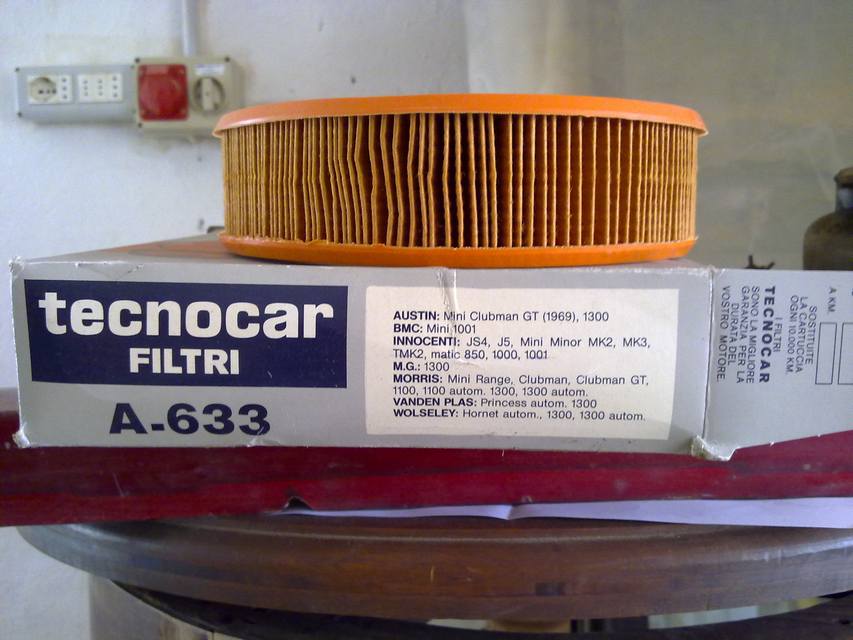 tecnocar
FILTRI
A-633
AUSTIN: Mini Clubman GT (1969), 1300
BMC: Mini 1001
INNOCENTI: JS4, J5, Mini Minor MK2, MK3,
TMK2, matic 850, 1000, 1001
M.G.: 1300
MORRIS: Mini Range, Clubman, Clubman GT,
1100, 1100 autom. 1300, 1300 autom.
VANDEN PLAS: Princess autom. 1300
WOLSELEY: Hornet autom., 1300, 1300 autom.
I FILTRI
TECNOCAR
SONO LA MIGLIORE
GARANZIA PER LA
DURATA DEL
VOSTRO MOTORE.
SOSTITUITE
LA CARTUCCIA
OGNI 10.000 KM.
A KM.